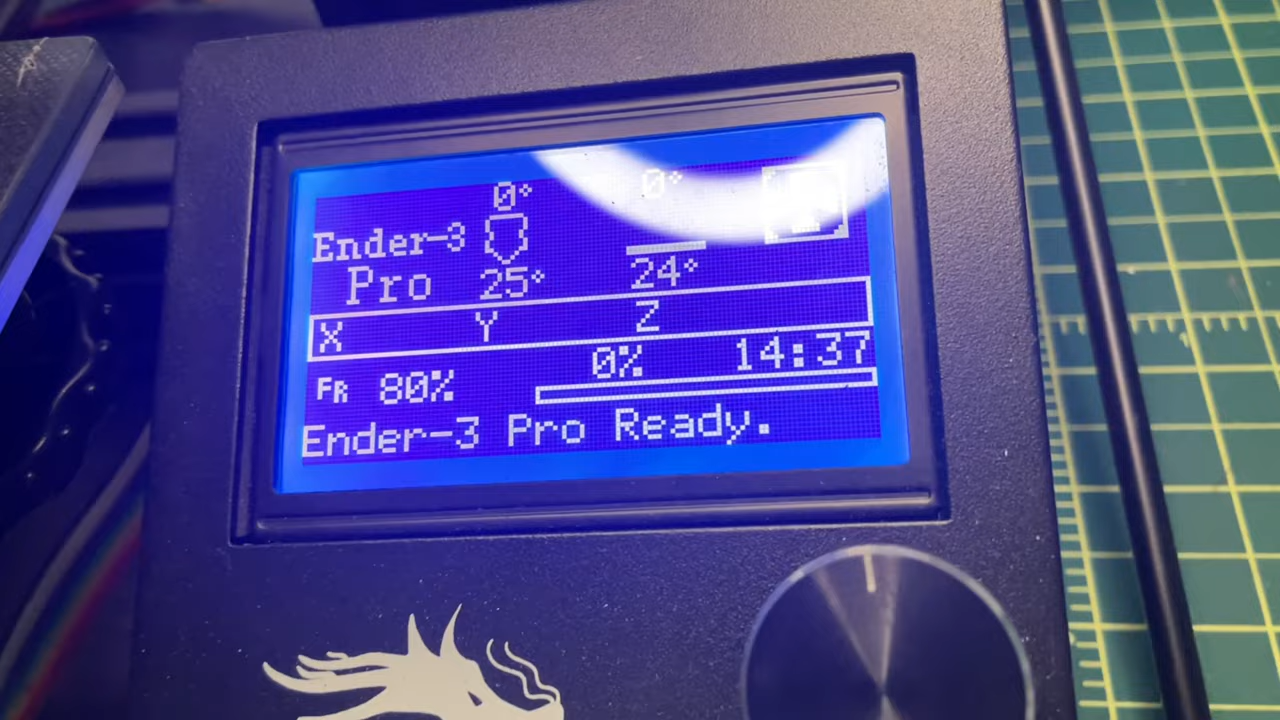 0° 0°
Ender-3
Pro 25° 24°
X Y Z
0% 14:37
FR 80%
Ender-3 Pro Ready.